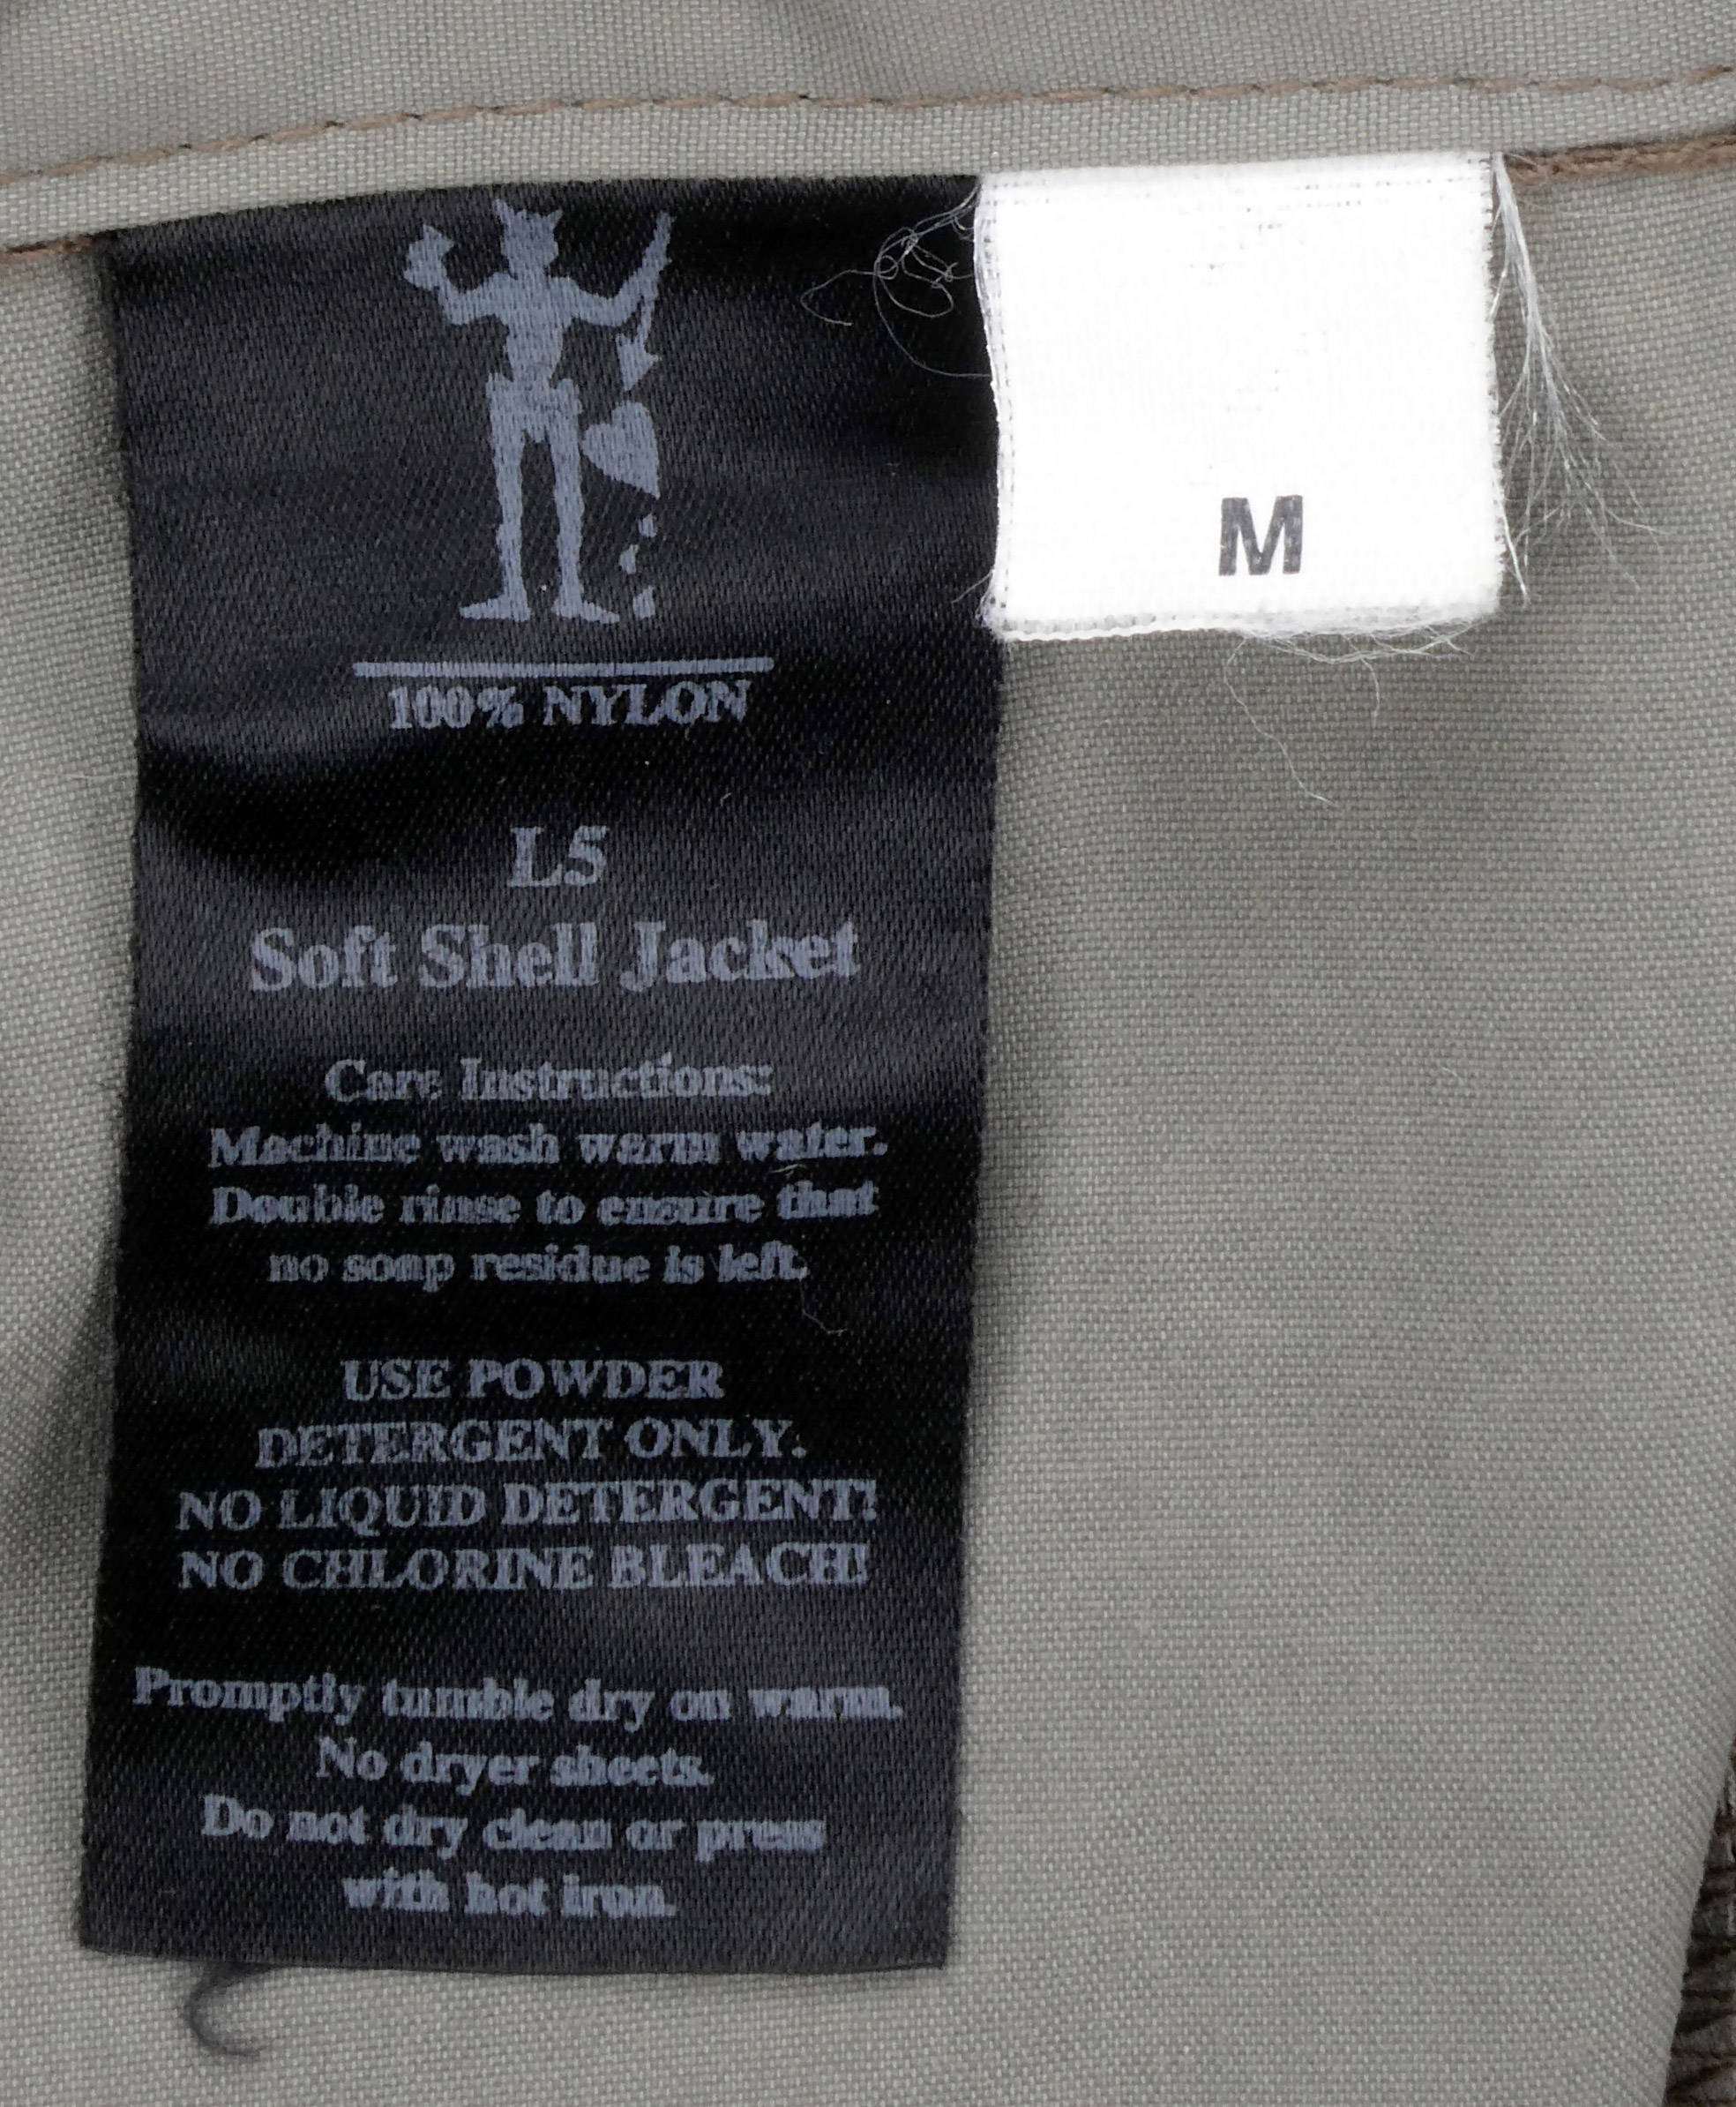 M
100% NYLON
L5
Soft Shell Jacket
Care Instructions:
Machine wash warm water.
Double rinse to ensure that
no soap residue is left.
USE POWDER
DETERGENT ONLY.
NO LIQUID DETERGENT!
NO CHLORINE BLEACH!
Promptly tumble dry on warm.
No dryer sheets.
Do not dry clean or press
with hot iron.